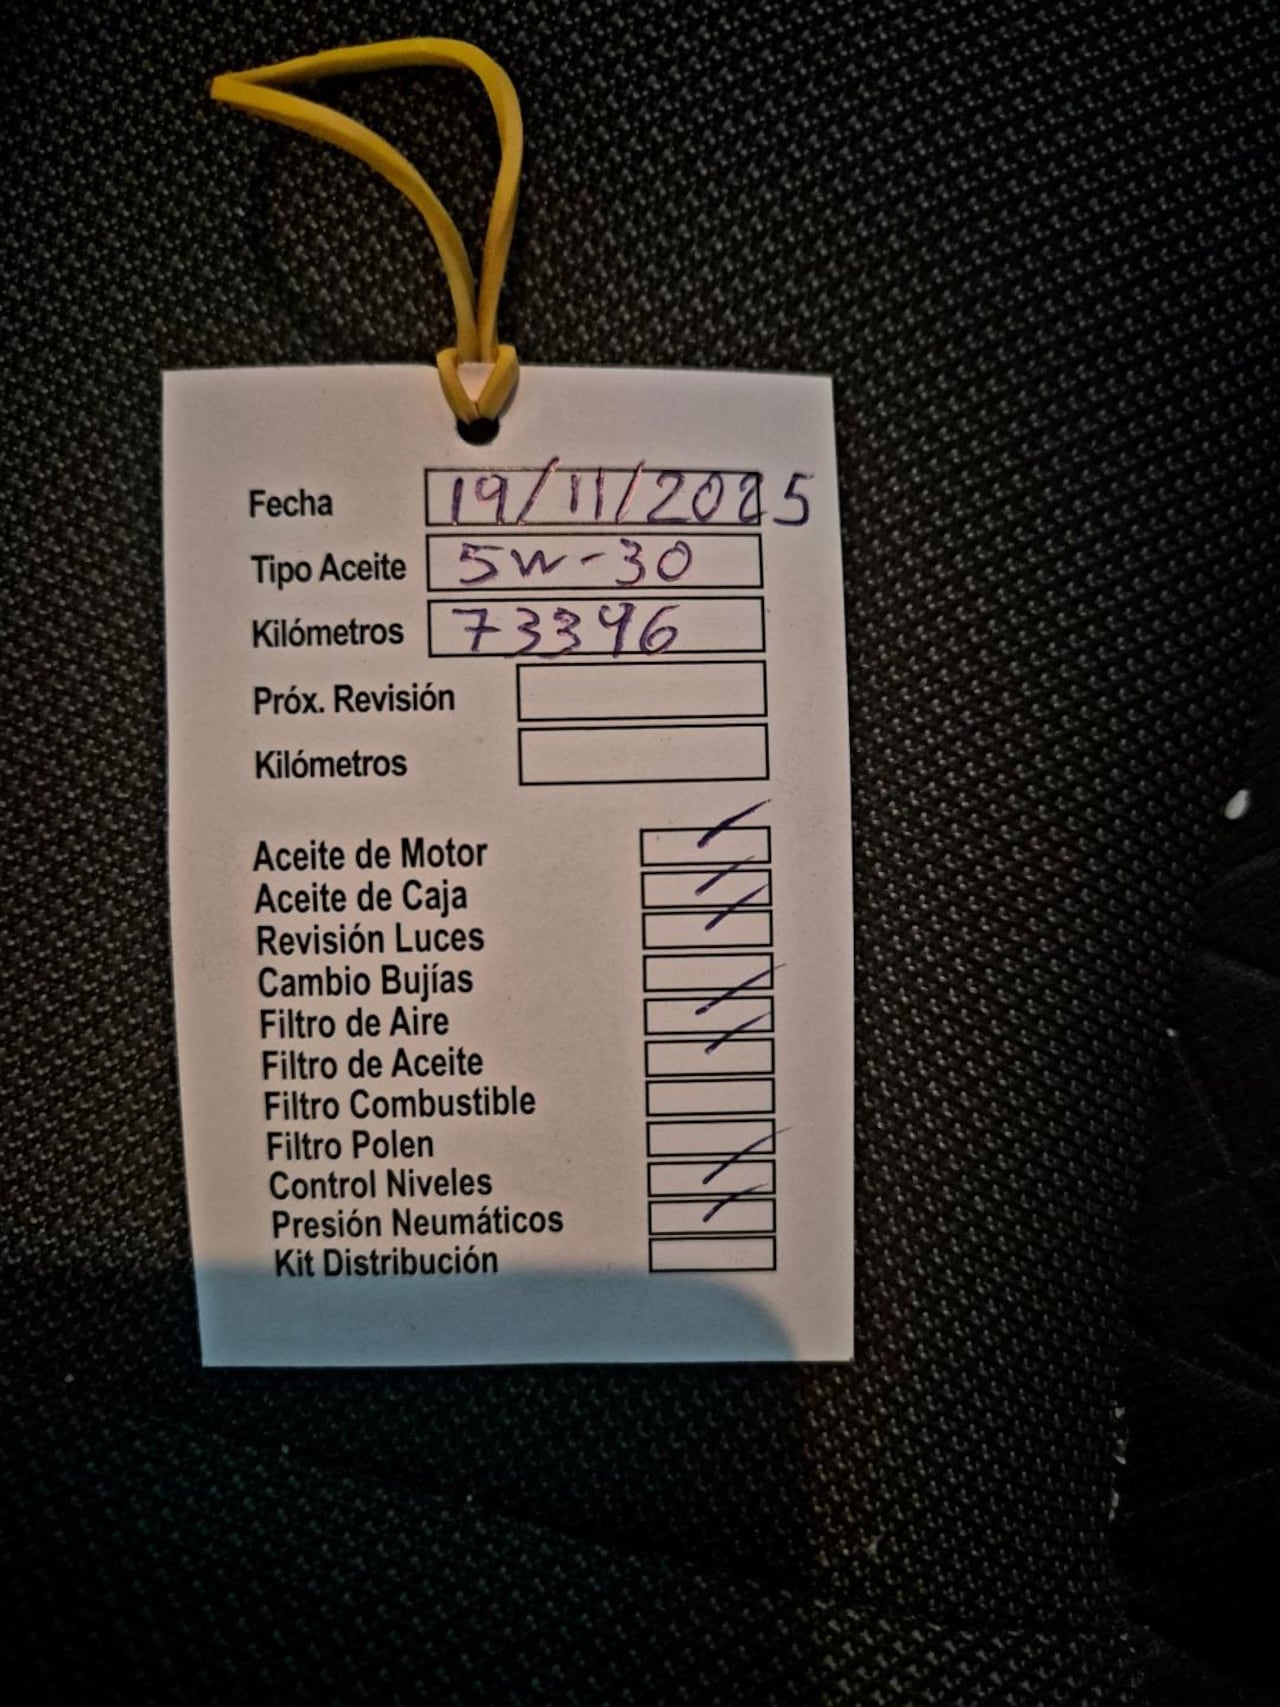 Fecha 19/11/2025
Tipo Aceite 5W-30
Kilómetros 73396
Próx. Revisión
Kilómetros
Aceite de Motor ✓
Aceite de Caja ✓
Revisión Luces ✓
Cambio Bujías
Filtro de Aire ✓
Filtro de Aceite ✓
Filtro Combustible
Filtro Polen
Control Niveles ✓
Presión Neumáticos ✓
Kit Distribución